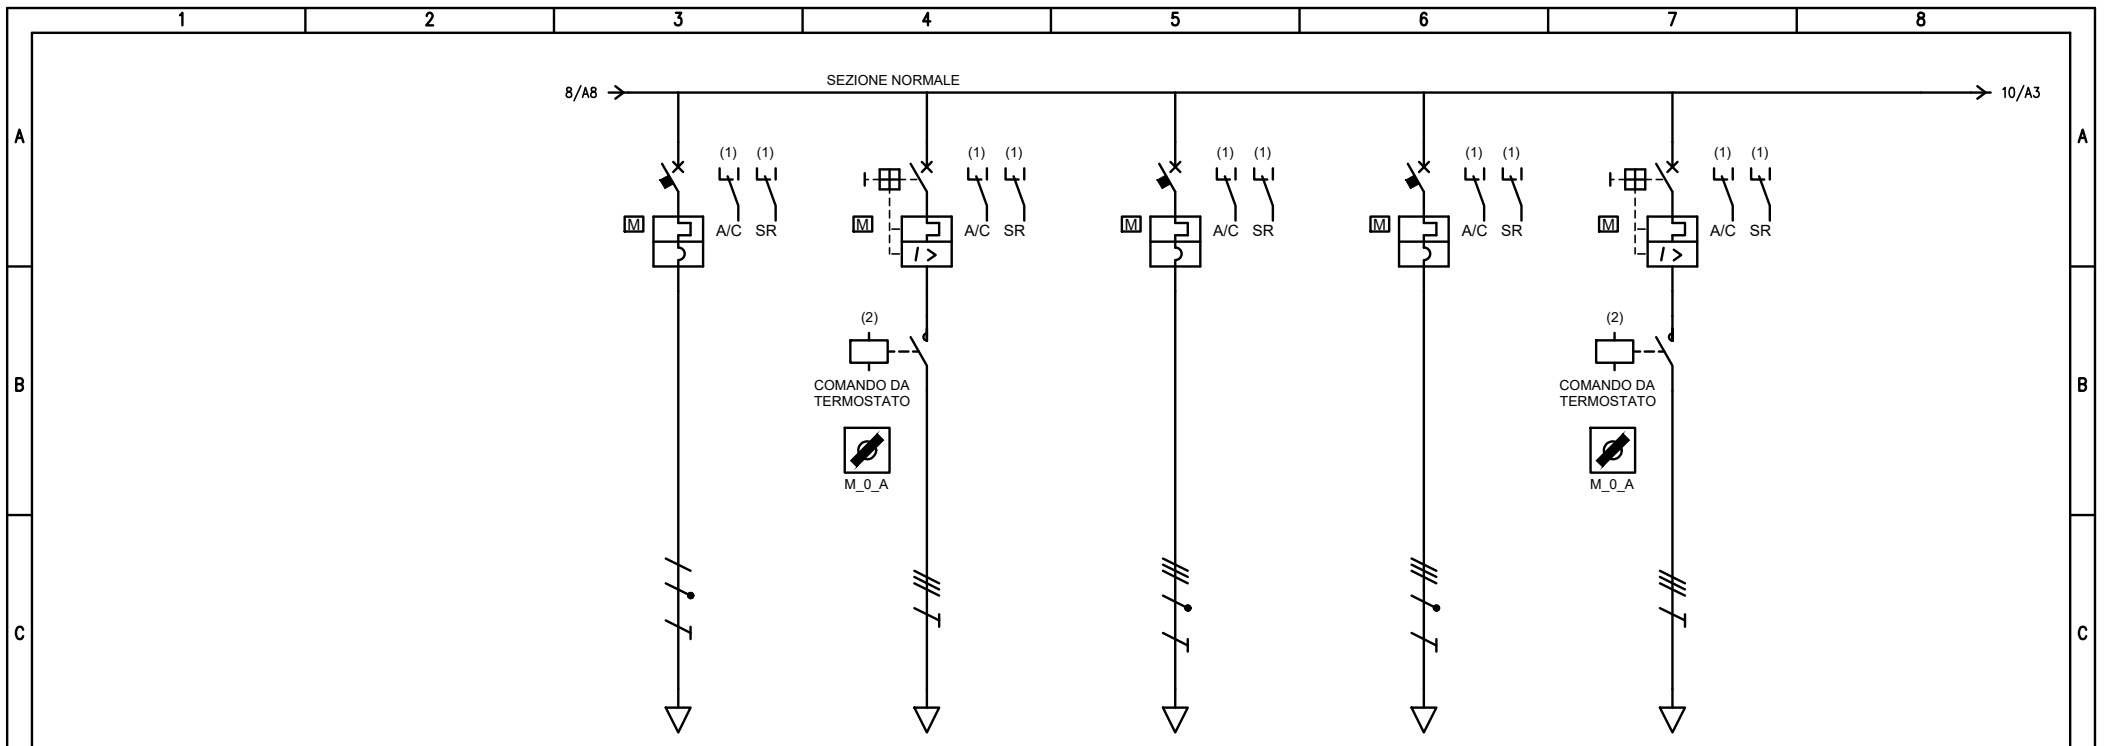 1 2 3 4 5 6 7 8
SEZIONE NORMALE
8/A8 10/A3
A A
(1) (1) (1) (1) (1) (1) (1) (1) (1) (1)
M A/C SR M A/C SR M A/C SR M A/C SR M A/C SR
I > I >
(2) (2)
B COMANDO DA COMANDO DA B
TERMOSTATO TERMOSTATO
M_0_A M_0_A
C C